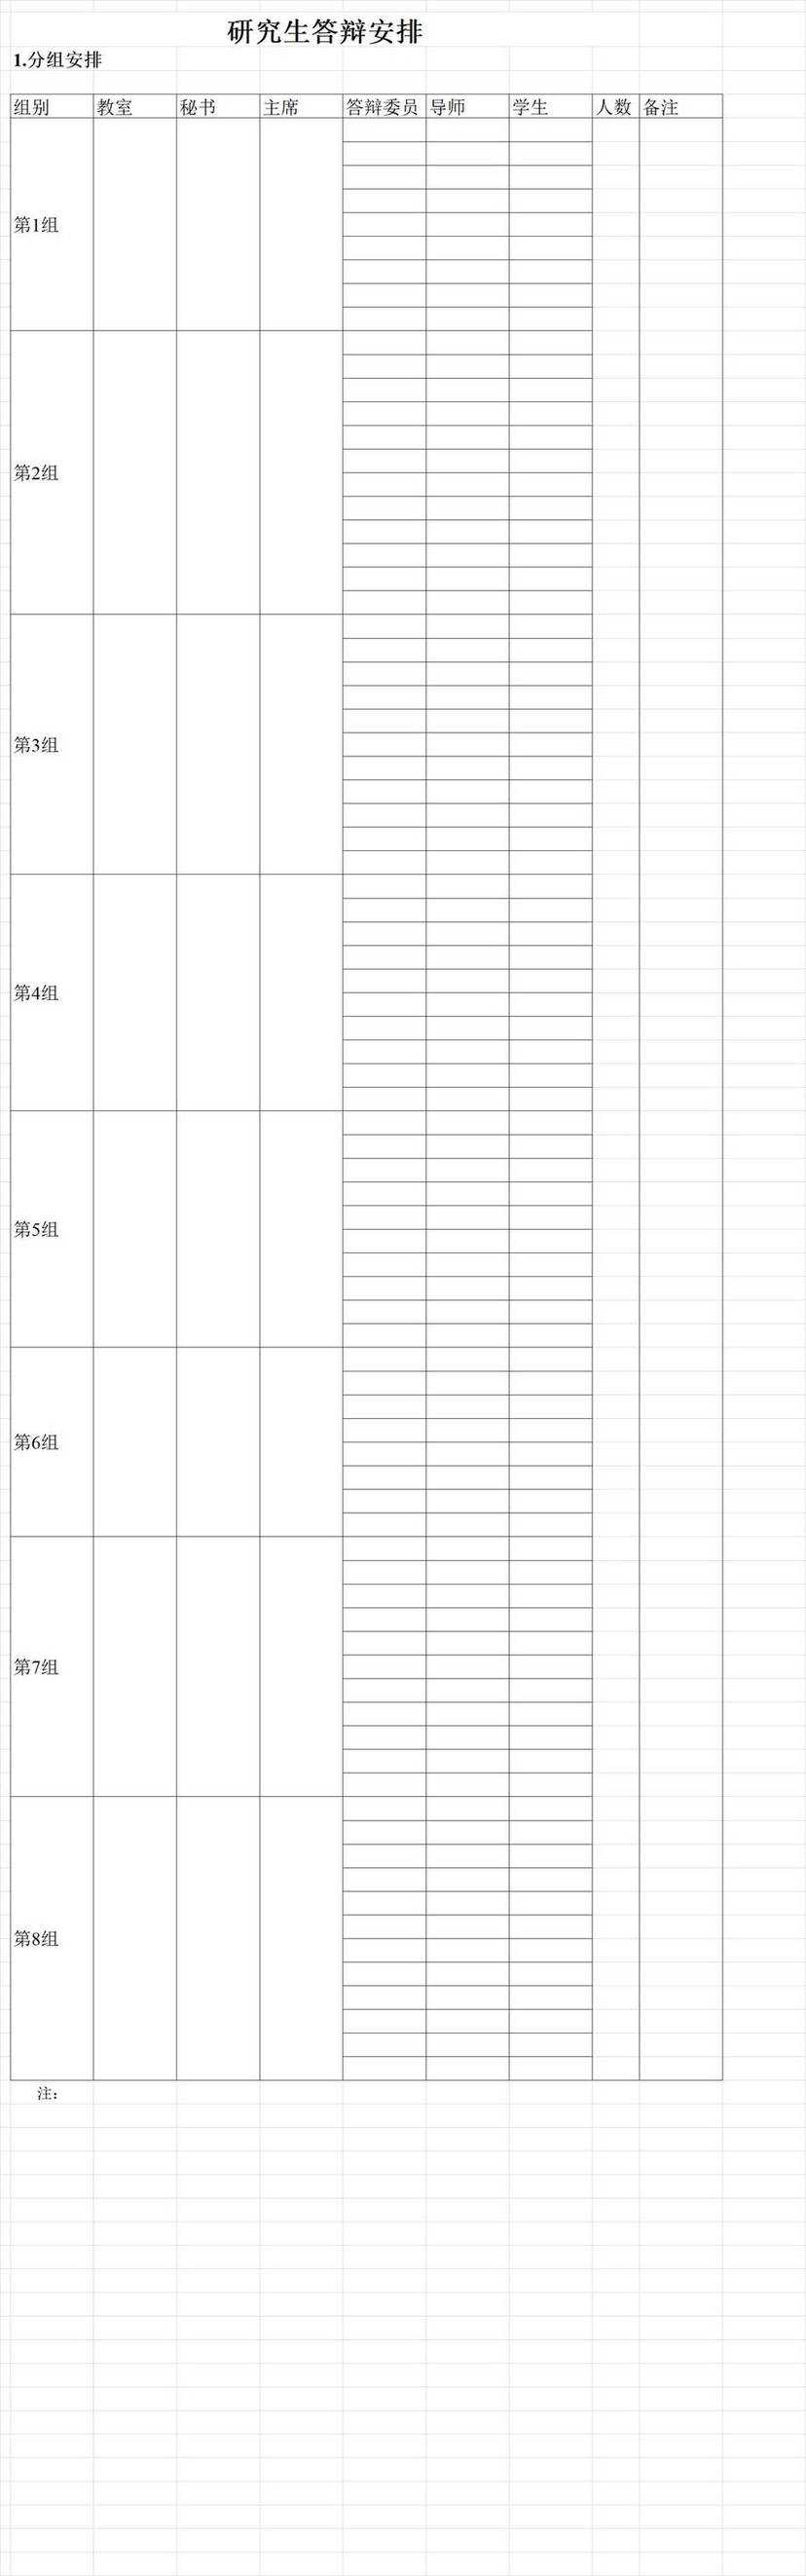 研究生答辩安排
1.分组安排
组别 教室 秘书 主席 答辩委员 导师 学生 人数 备注
第1组
第2组
第3组
第4组
第5组
第6组
第7组
第8组
注: